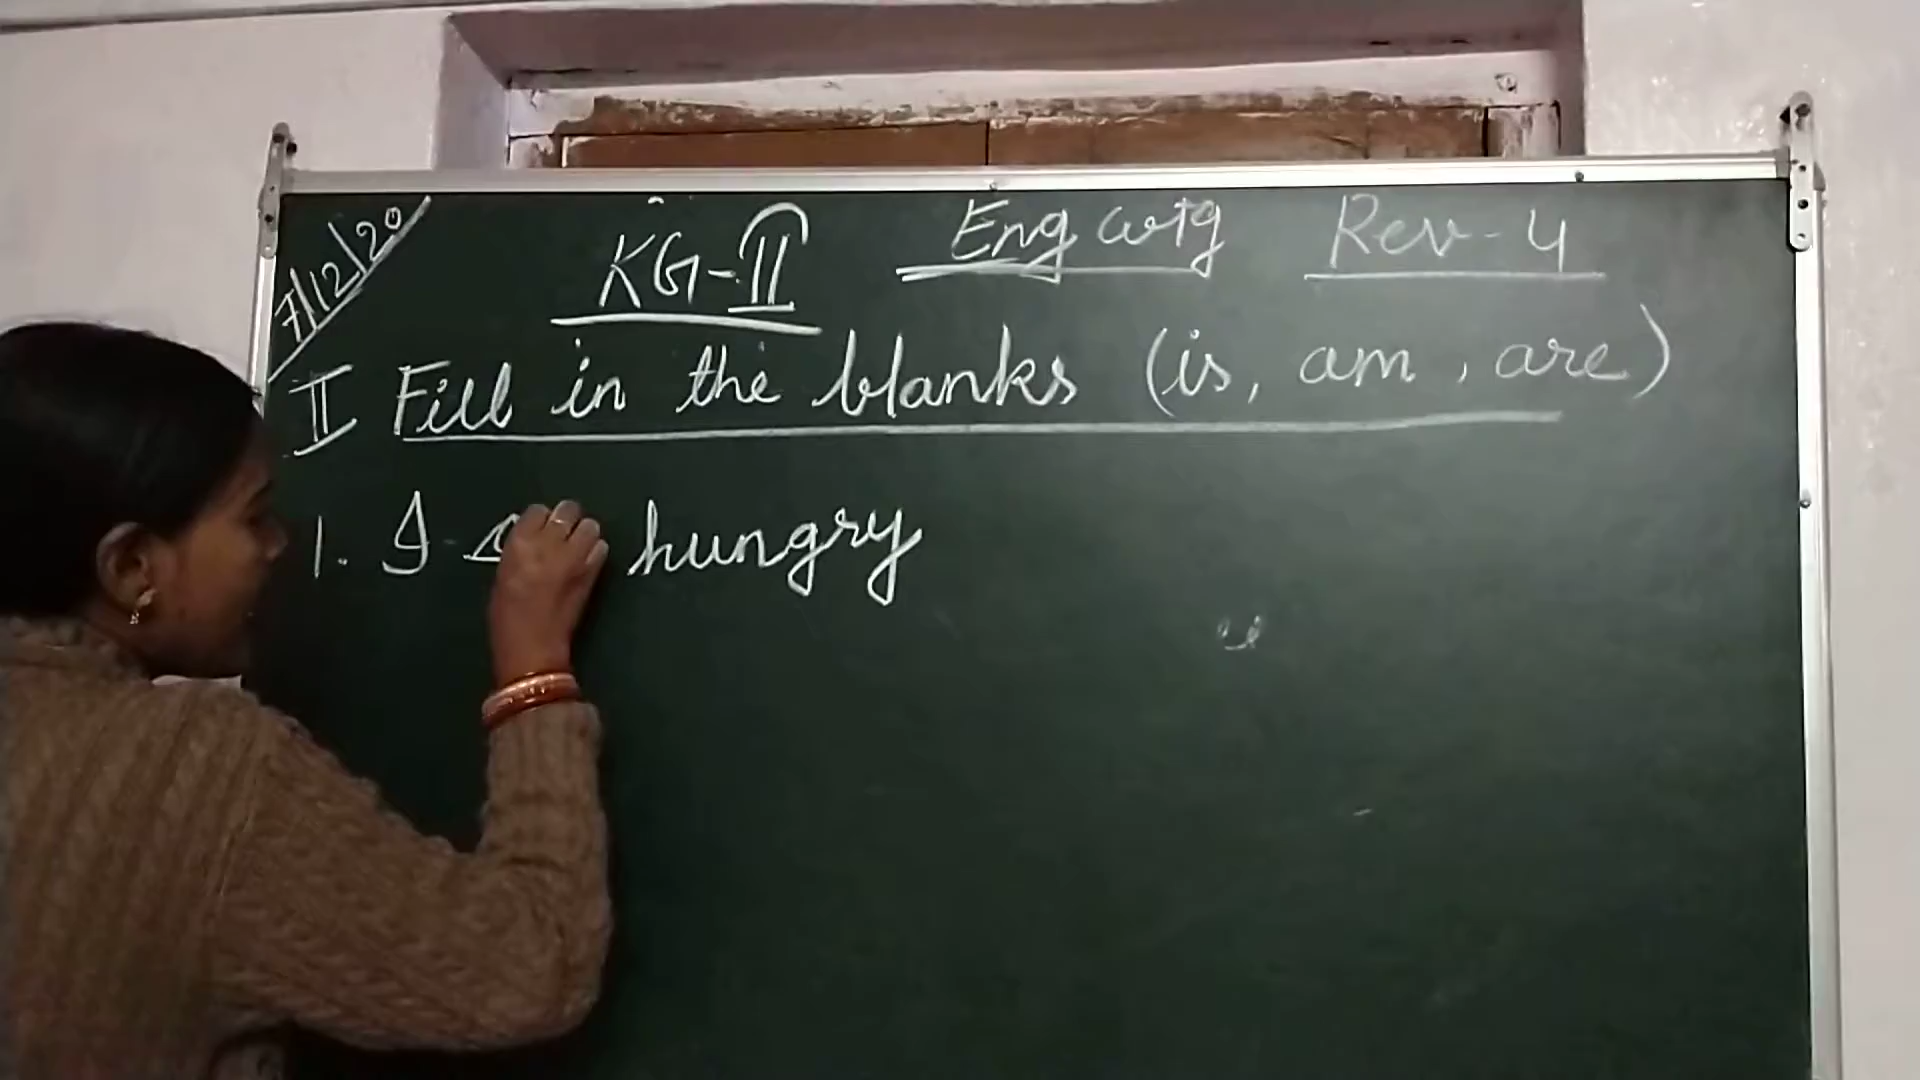 7/12/20
KG-II Eng wtg Rev-4
II Fill in the blanks (is, am, are)
1. I a hungry